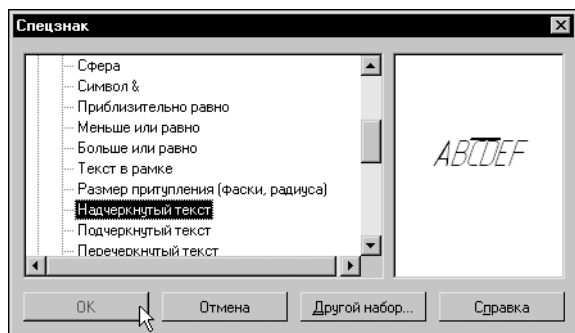 Спецзнак
Сфера
Символ &
Приблизительно равно
Меньше или равно
Больше или равно
Текст в рамке
Размер притупления (фаски, радиуса)
Надчеркнутый текст
Подчеркнутый текст
Перечеркнутый текст
ABCDEF
OK
Отмена
Другой набор...
Справка